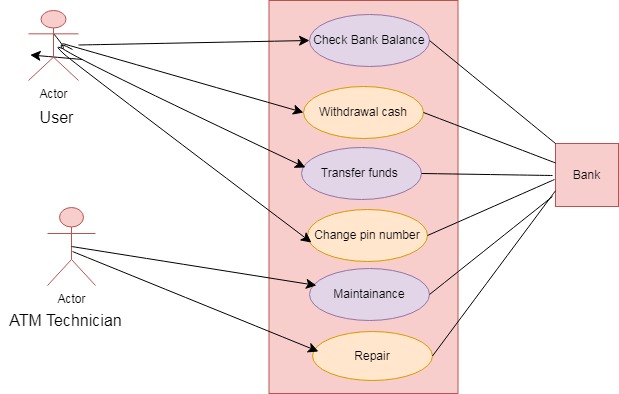 Check Bank Balance
Actor
User
Withdrawal cash
Transfer funds
Bank
Change pin number
Actor
ATM Technician
Maintainance
Repair